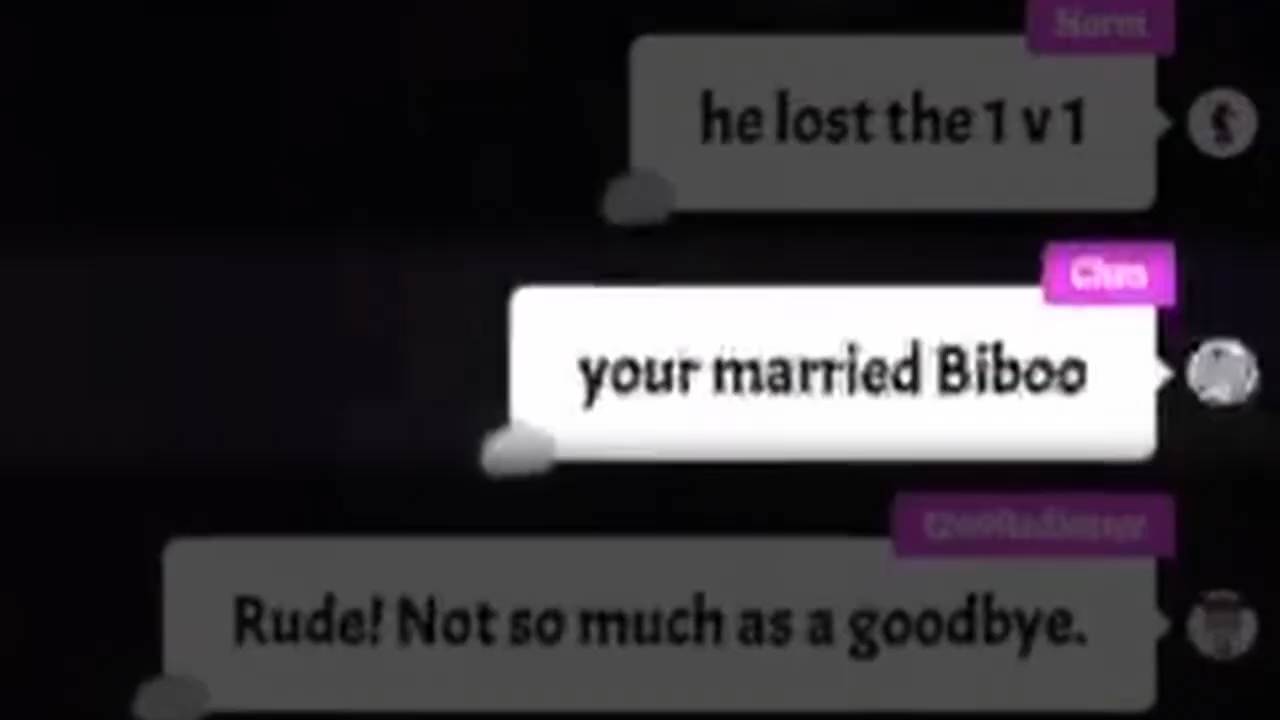 he lost the 1 v 1
your married Biboo
Rude! Not so much as a goodbye.